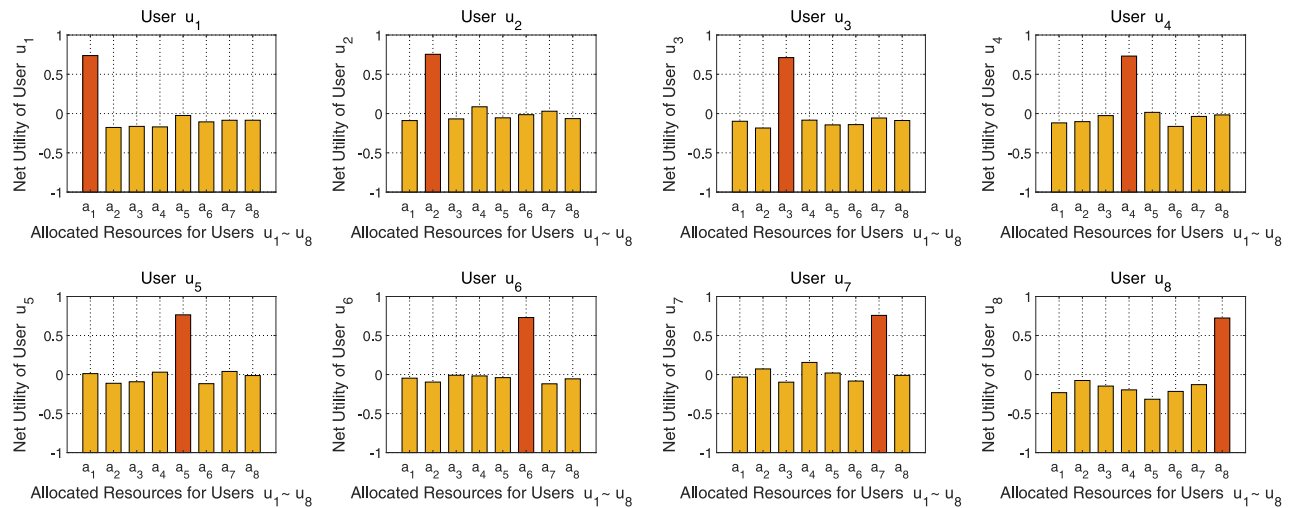 User u1
Net Utility of User u1
1
0.5
0
-0.5
-1
a1 a2 a3 a4 a5 a6 a7 a8
Allocated Resources for Users u1~ u8
User u2
Net Utility of User u2
1
0.5
0
-0.5
-1
a1 a2 a3 a4 a5 a6 a7 a8
Allocated Resources for Users u1~ u8
User u3
Net Utility of User u3
1
0.5
0
-0.5
-1
a1 a2 a3 a4 a5 a6 a7 a8
Allocated Resources for Users u1~ u8
User u4
Net Utility of User u4
1
0.5
0
-0.5
-1
a1 a2 a3 a4 a5 a6 a7 a8
Allocated Resources for Users u1~ u8
User u5
Net Utility of User u5
1
0.5
0
-0.5
-1
a1 a2 a3 a4 a5 a6 a7 a8
Allocated Resources for Users u1~ u8
User u6
Net Utility of User u6
1
0.5
0
-0.5
-1
a1 a2 a3 a4 a5 a6 a7 a8
Allocated Resources for Users u1~ u8
User u7
Net Utility of User u7
1
0.5
0
-0.5
-1
a1 a2 a3 a4 a5 a6 a7 a8
Allocated Resources for Users u1~ u8
User u8
Net Utility of User u8
1
0.5
0
-0.5
-1
a1 a2 a3 a4 a5 a6 a7 a8
Allocated Resources for Users u1~ u8